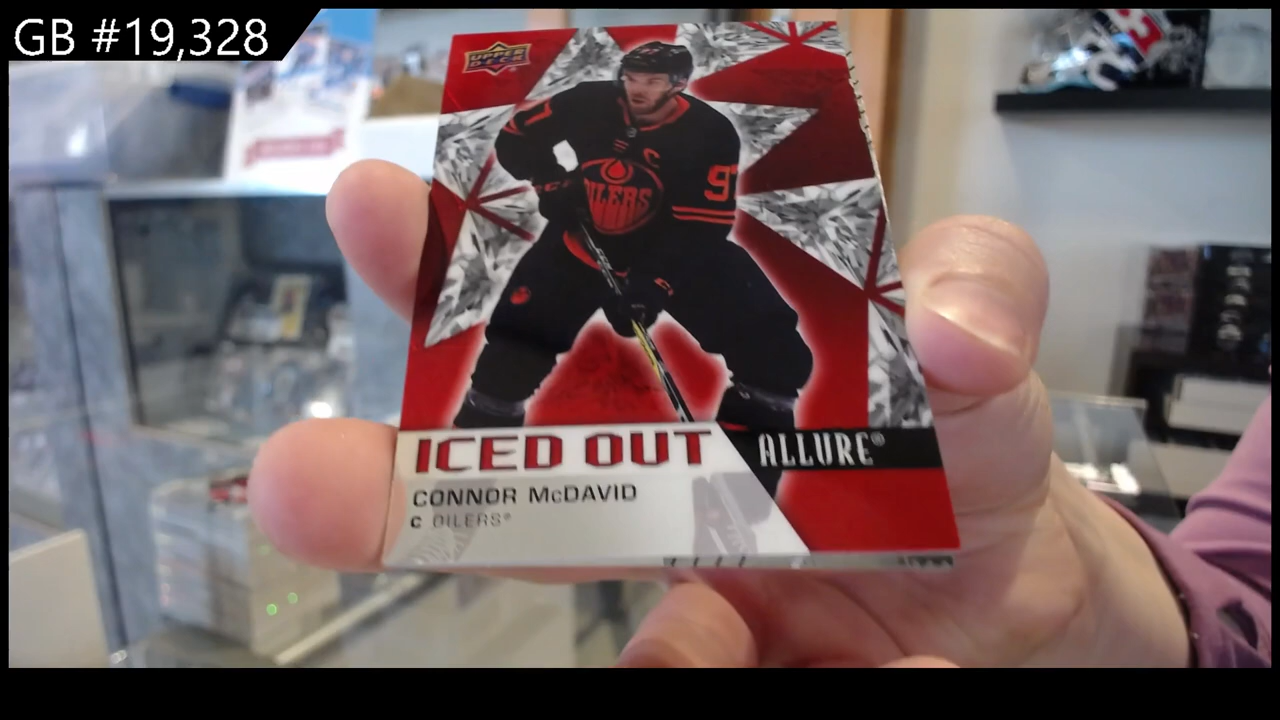 GB #19,328
UPPER
DECK
C
OILERS
97
ICED OUT
ALLURE®
CONNOR McDAVID
C OILERS®